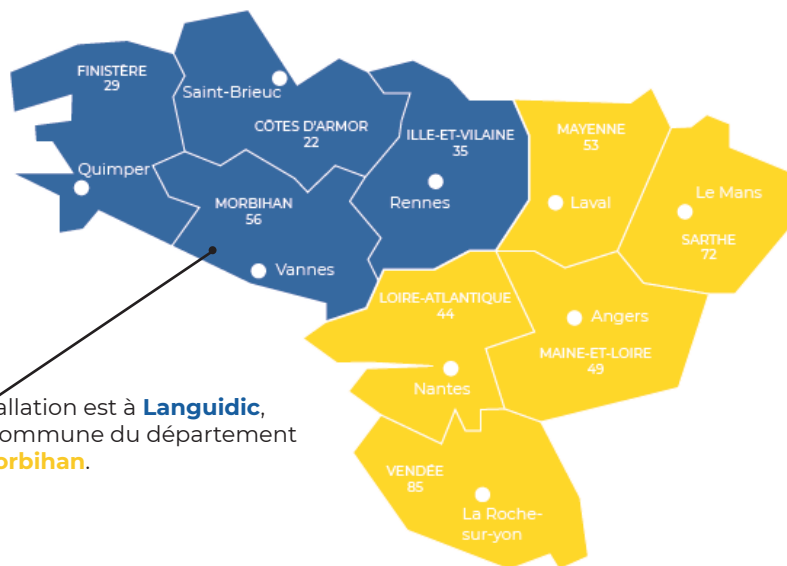 FINISTÈRE
29
Saint-Brieuc
CÔTES D'ARMOR
22
ILLE-ET-VILAINE
35
MAYENNE
53
Quimper
MORBIHAN
56
Rennes
Laval
Le Mans
SARTHE
72
Vannes
LOIRE-ATLANTIQUE
44
Angers
MAINE-ET-LOIRE
49
Nantes
allation est à Languidic,
commune du département
orbihan.
VENDÉE
85
La Roche-
sur-yon